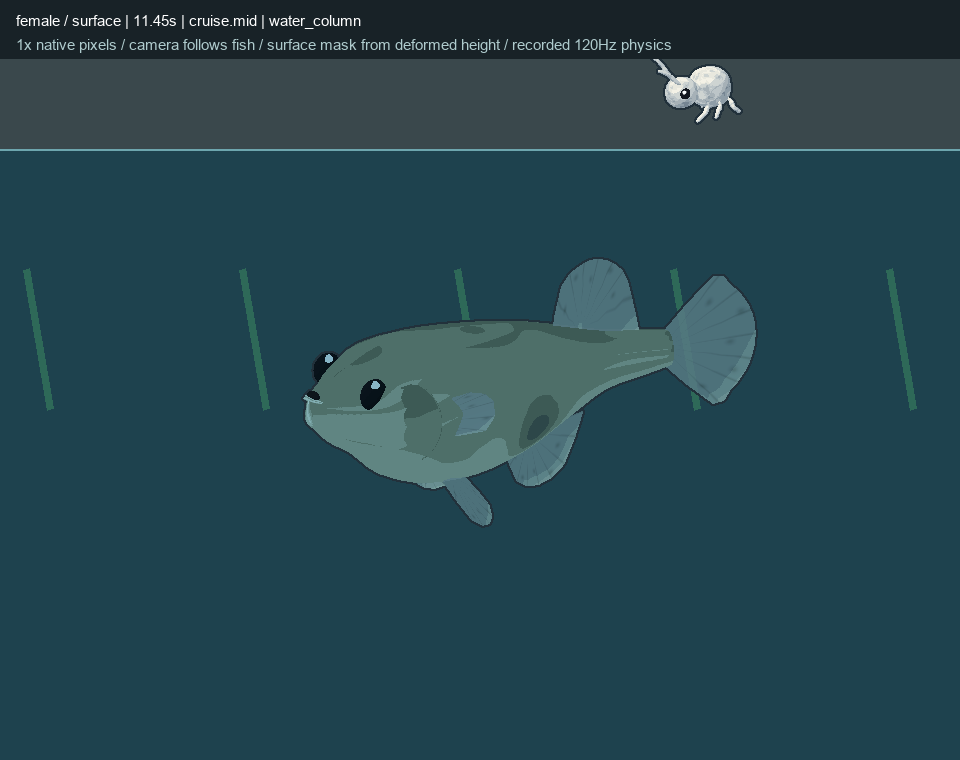 female / surface | 11.45s | cruise.mid | water_column
1x native pixels / camera follows fish / surface mask from deformed height / recorded 120Hz physics